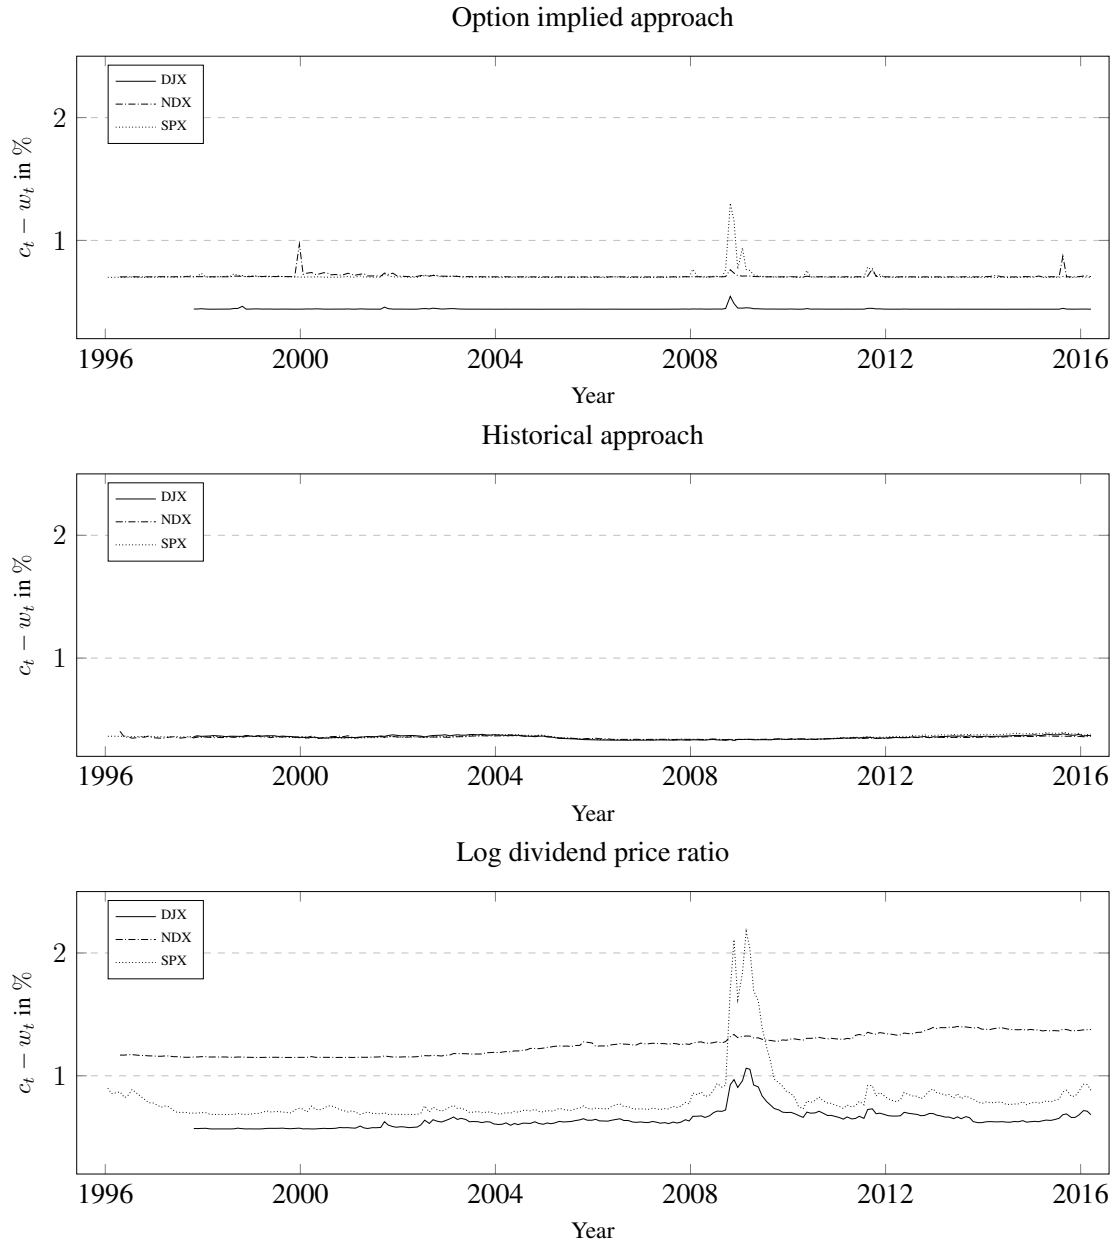 Option implied approach
DJX
NDX
SPX
2
1
c_t − w_t in %
1996 2000 2004 2008 2012 2016
Year
Historical approach
DJX
NDX
SPX
2
1
c_t − w_t in %
1996 2000 2004 2008 2012 2016
Year
Log dividend price ratio
DJX
NDX
SPX
2
1
c_t − w_t in %
1996 2000 2004 2008 2012 2016
Year